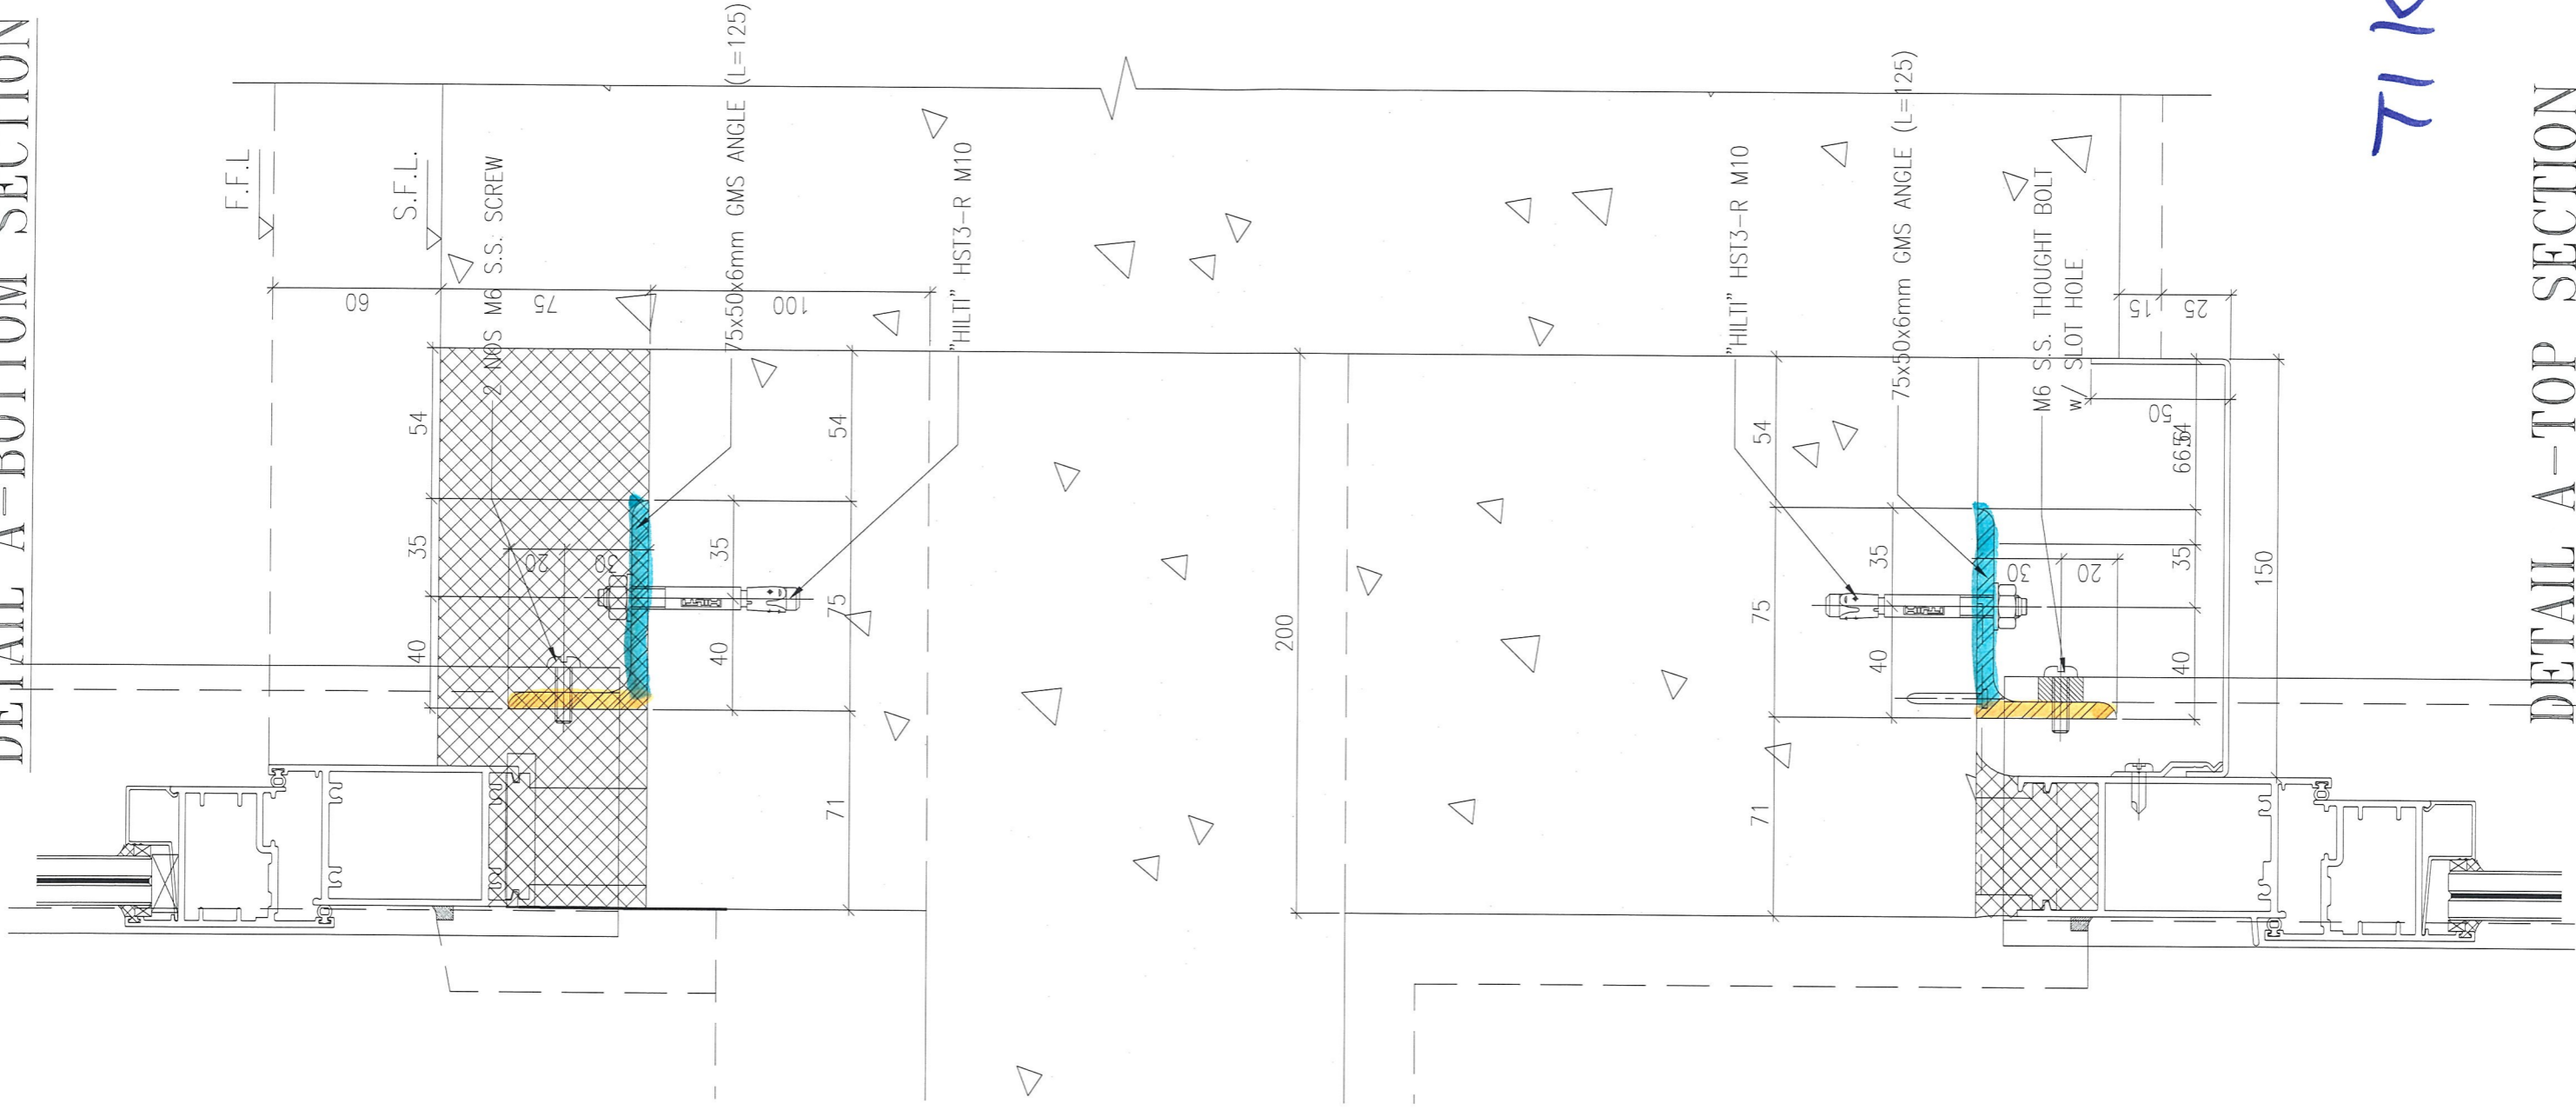 DETAIL A-BOTTOM SECTION
F.F.L
S.F.L.
2 NOS M6 S.S. SCREW
75x50x6mm GMS ANGLE (L=125)
"HILTI" HST3-R M10
60
75
100
54
35
40
20
30
35
40
54
75
71
200
"HILTI" HST3-R M10
75x50x6mm GMS ANGLE (L=125)
M6 S.S. THOUGHT BOLT
w/ SLOT HOLE
15
25
54
75
71
35
40
30
20
50
35
40
150
DETAIL A-TOP SECTION